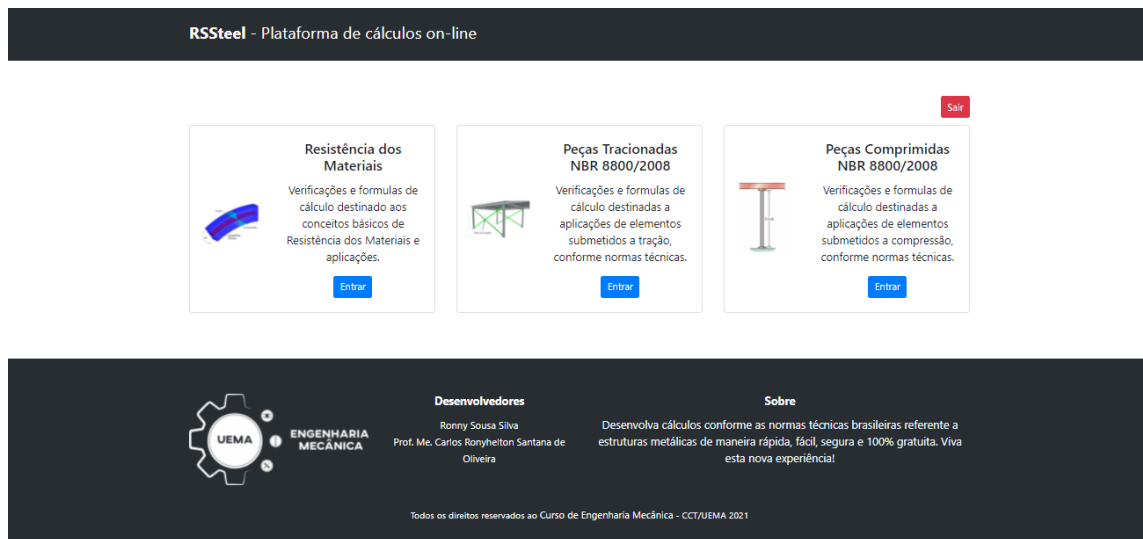 RSSteel - Plataforma de cálculos on-line
Sair
Resistência dos
Materiais
Verificações e formulas de
cálculo destinado aos
conceitos básicos de
Resistência dos Materiais e
aplicações.
Entrar
Peças Tracionadas
NBR 8800/2008
Verificações e formulas de
cálculo destinadas a
aplicações de elementos
submetidos a tração,
conforme normas técnicas.
Entrar
Peças Comprimidas
NBR 8800/2008
Verificações e formulas de
cálculo destinadas a
aplicações de elementos
submetidos a compressão,
conforme normas técnicas.
Entrar
UEMA
ENGENHARIA
MECÂNICA
Desenvolvedores
Ronny Sousa Silva
Prof. Me. Carlos Ronyhelton Santana de
Oliveira
Sobre
Desenvolva cálculos conforme as normas técnicas brasileiras referente a
estruturas metálicas de maneira rápida, fácil, segura e 100% gratuita. Viva
esta nova experiência!
Todos os direitos reservados ao Curso de Engenharia Mecânica - CCT/UEMA 2021